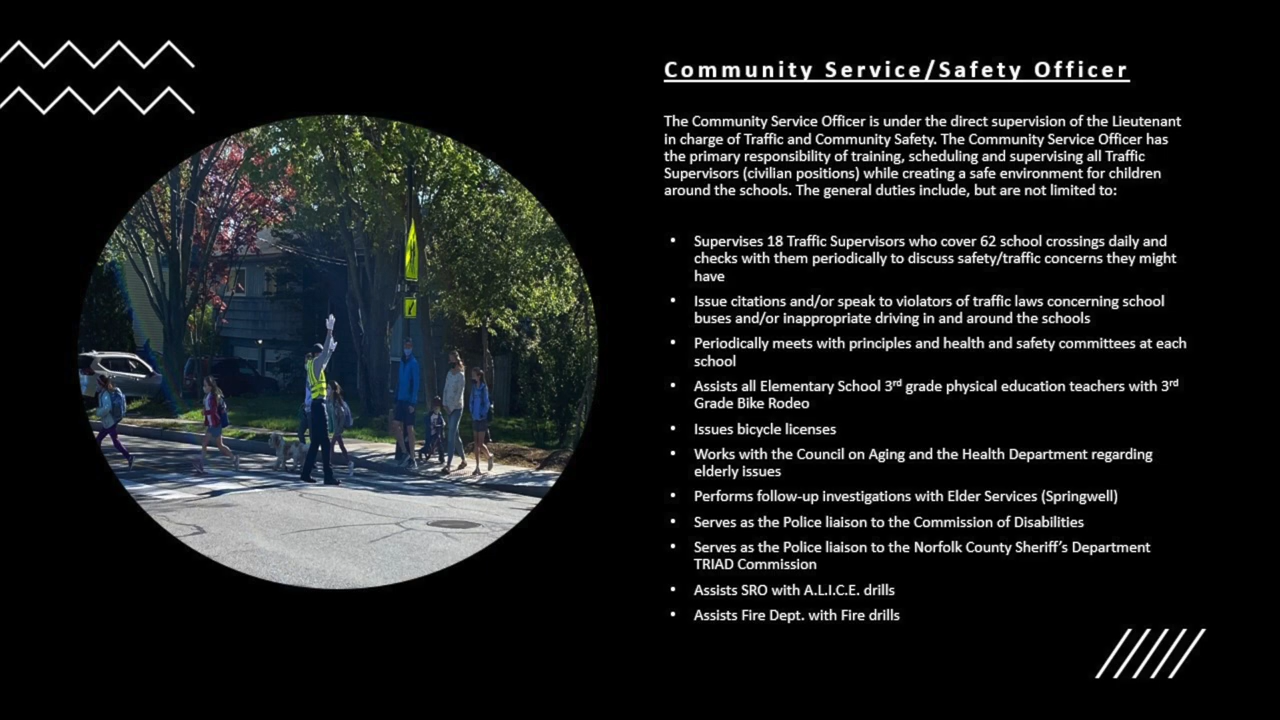 Community Service/Safety Officer
The Community Service Officer is under the direct supervision of the Lieutenant
in charge of Traffic and Community Safety. The Community Service Officer has
the primary responsibility of training, scheduling and supervising all Traffic
Supervisors (civilian positions) while creating a safe environment for children
around the schools. The general duties include, but are not limited to:
• Supervises 18 Traffic Supervisors who cover 62 school crossings daily and
checks with them periodically to discuss safety/traffic concerns they might
have
• Issue citations and/or speak to violators of traffic laws concerning school
buses and/or inappropriate driving in and around the schools
• Periodically meets with principles and health and safety committees at each
school
• Assists all Elementary School 3rd grade physical education teachers with 3rd
Grade Bike Rodeo
• Issues bicycle licenses
• Works with the Council on Aging and the Health Department regarding
elderly issues
• Performs follow-up investigations with Elder Services (Springwell)
• Serves as the Police liaison to the Commission of Disabilities
• Serves as the Police liaison to the Norfolk County Sheriff’s Department
TRIAD Commission
• Assists SRO with A.L.I.C.E. drills
• Assists Fire Dept. with Fire drills